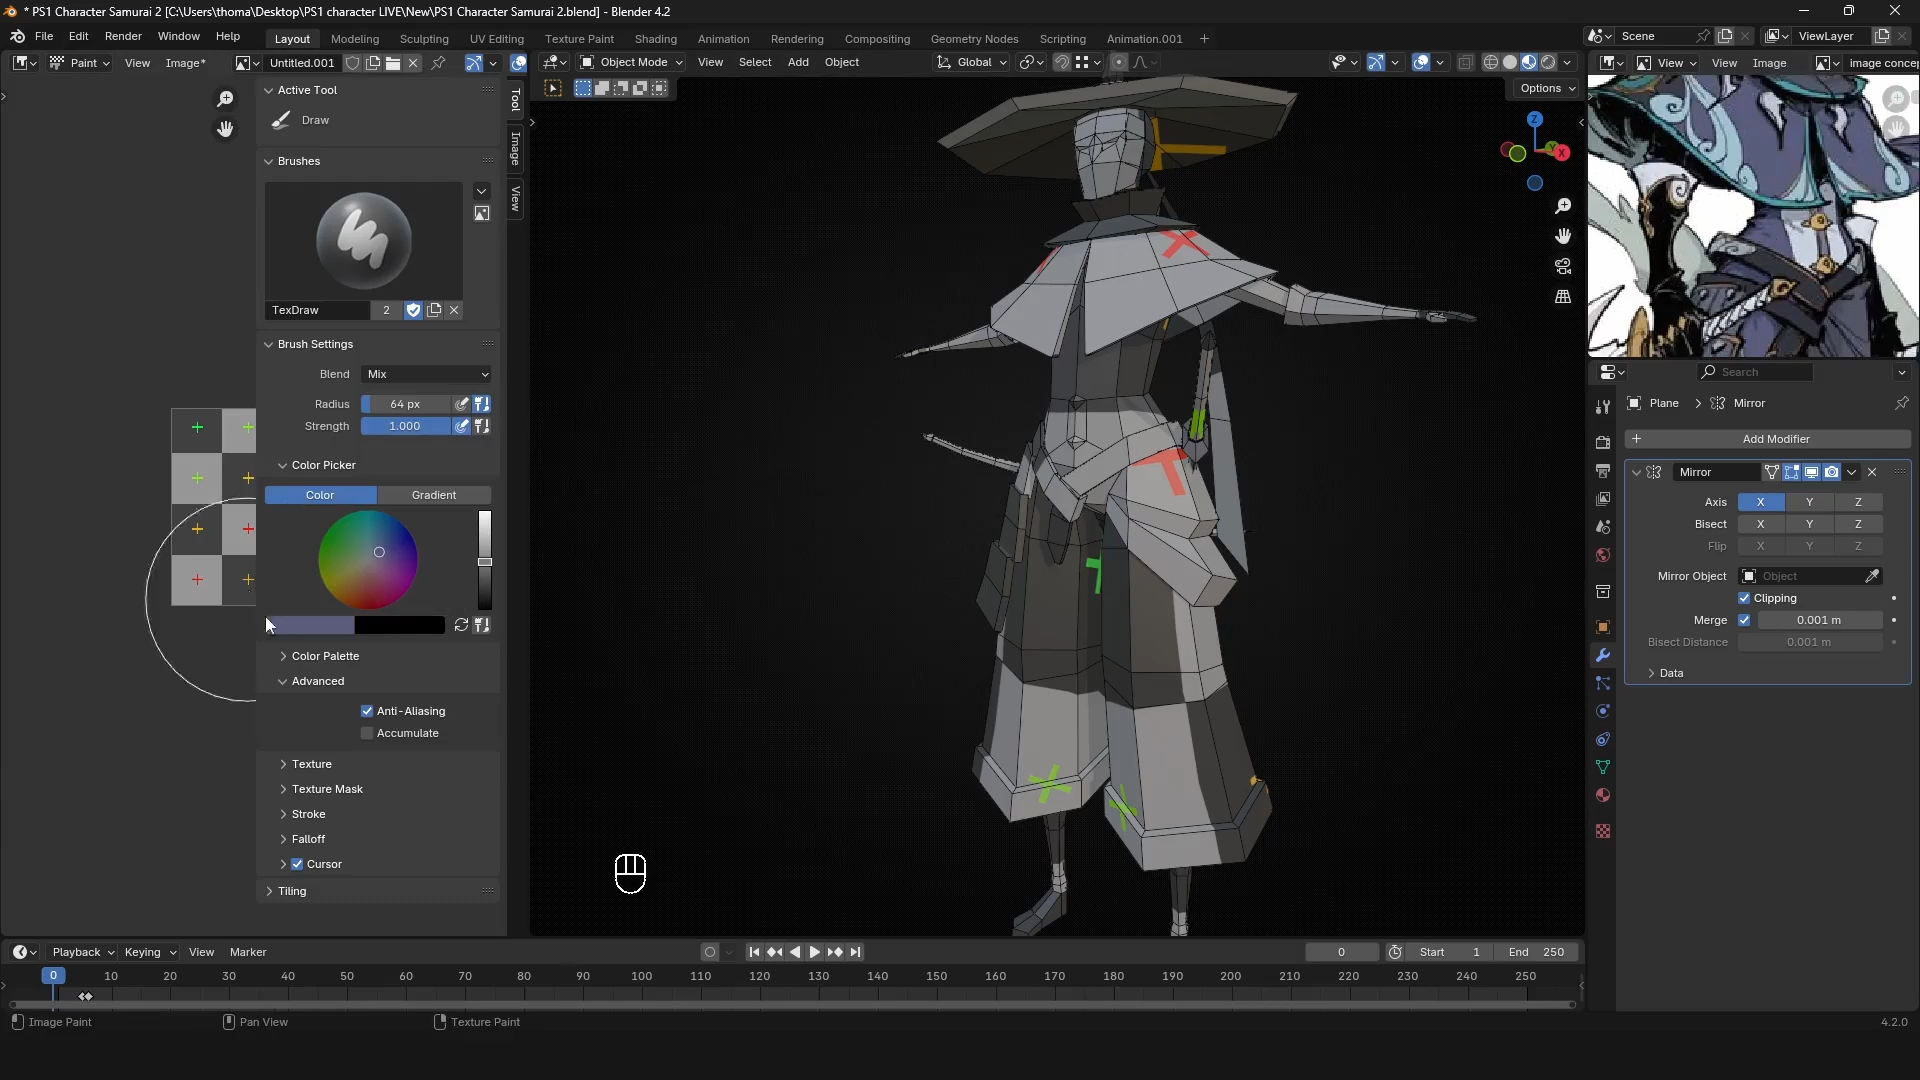 * PS1 Character Samurai 2 [C:\Users\thoma\Desktop\PS1 character LIVE\New\PS1 Character Samurai 2.blend] - Blender 4.2
File Edit Render Window Help
Layout Modeling Sculpting UV Editing Texture Paint Shading Animation Rendering Compositing Geometry Nodes Scripting Animation.001 +
Scene ViewLayer
Paint View Image* Untitled.001
Object Mode View Select Add Object Global
View View Image image concep
Options
Tool
Image
View
Active Tool
Draw
Brushes
TexDraw 2
Brush Settings
Blend Mix
Radius 64 px
Strength 1.000
Color Picker
Color Gradient
Color Palette
Advanced
Anti-Aliasing
Accumulate
Texture
Texture Mask
Stroke
Falloff
Cursor
Tiling
Z
X
Search
Plane > Mirror
+ Add Modifier
Mirror
Axis X Y Z
Bisect X Y Z
Flip X Y Z
Mirror Object Object
Clipping
Merge 0.001 m
Bisect Distance 0.001 m
Data
Playback Keying View Marker 0 Start 1 End 250
0 10 20 30 40 50 60 70 80 90 100 110 120 130 140 150 160 170 180 190 200 210 220 230 240 250
Image Paint Pan View Texture Paint 4.2.0